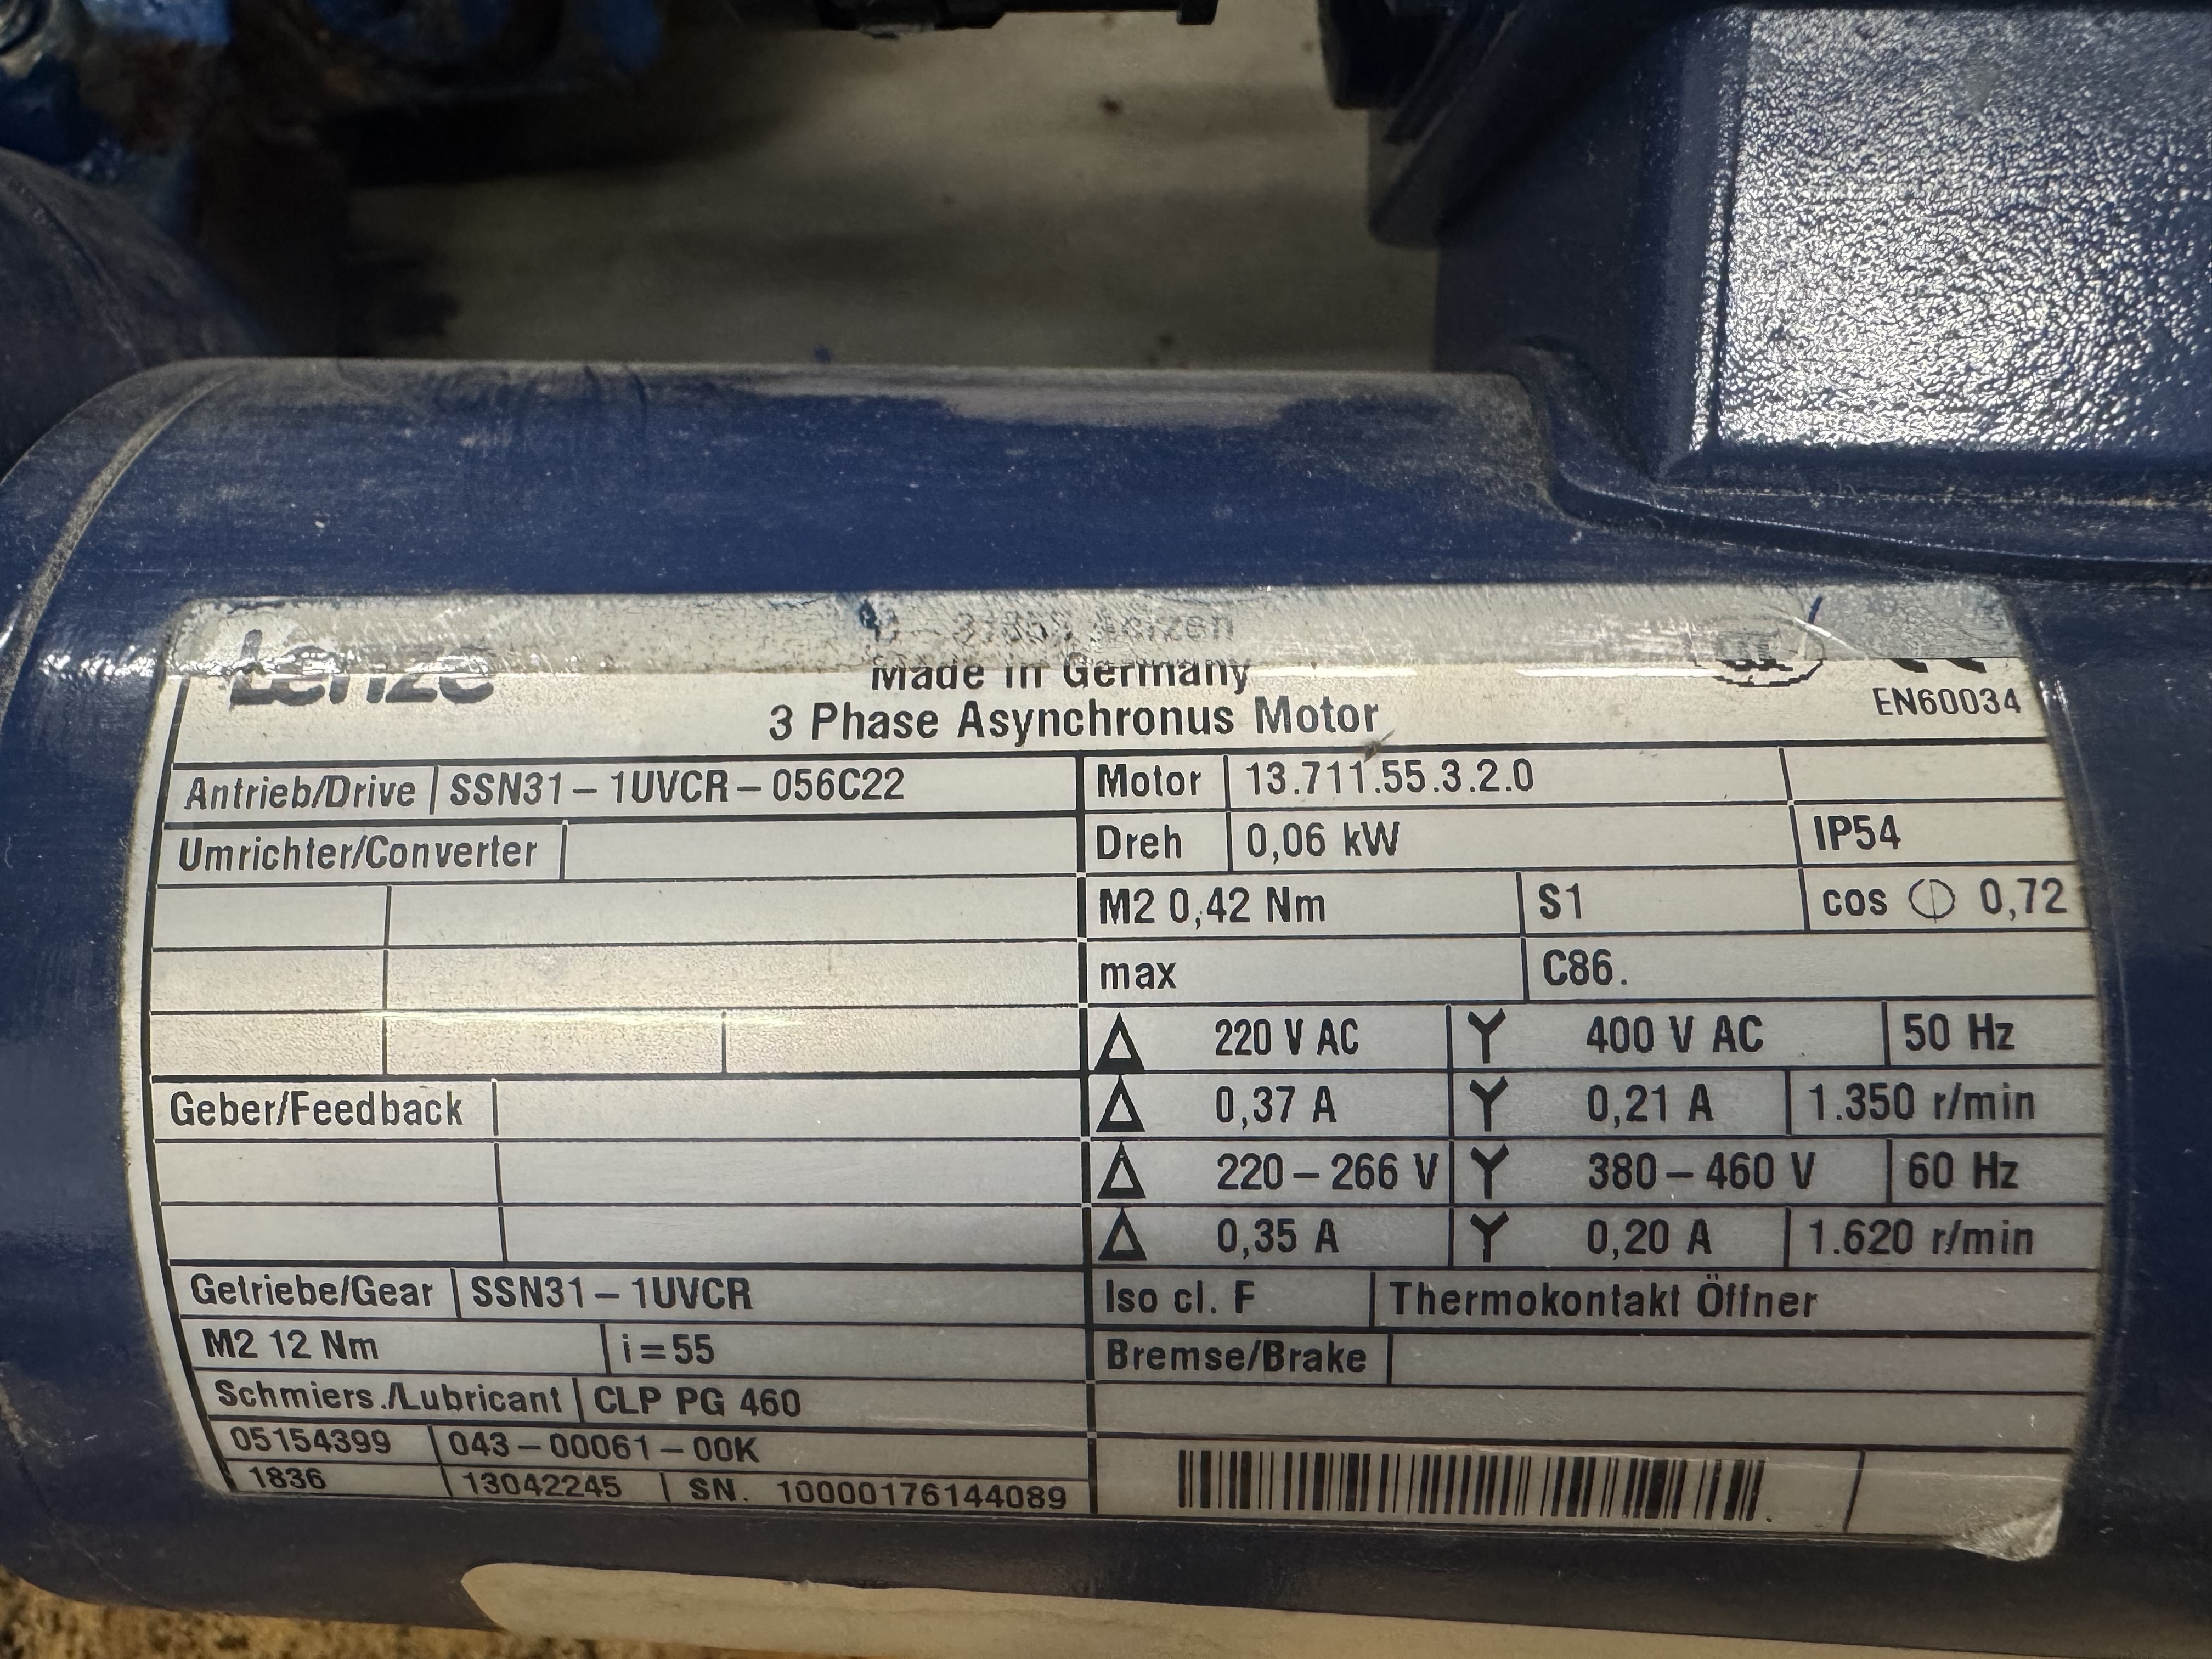 Lenze
Made in Germany
3 Phase Asynchronus Motor
EN60034
Antrieb/Drive SSN31-1UVCR-056C22
Umrichter/Converter
Geber/Feedback
Getriebe/Gear SSN31-1UVCR
M2 12 Nm i=55
Schmiers./Lubricant CLP PG 460
05154399 043-00061-00K
1836 13042245 SN. 10000176144089
Motor 13.711.55.3.2.0
Dreh 0,06 kW IP54
M2 0,42 Nm S1 cos ⏀ 0,72
max C86.
Δ 220 V AC Y 400 V AC 50 Hz
Δ 0,37 A Y 0,21 A 1.350 r/min
Δ 220-266 V Y 380-460 V 60 Hz
Δ 0,35 A Y 0,20 A 1.620 r/min
Iso cl. F Thermokontakt Öffner
Bremse/Brake